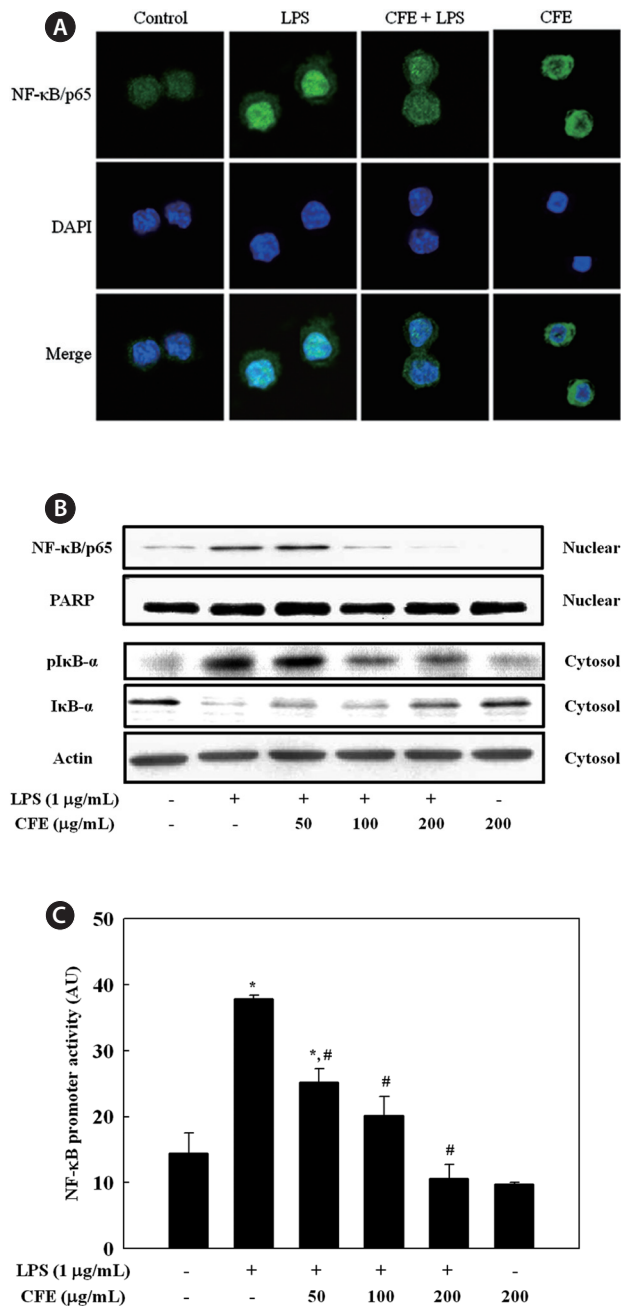 A
Control LPS CFE + LPS CFE
NF-κB/p65
DAPI
Merge
B
NF-κB/p65 Nuclear
PARP Nuclear
pIκB-α Cytosol
IκB-α Cytosol
Actin Cytosol
LPS (1 μg/mL) - + + + + -
CFE (μg/mL) - - 50 100 200 200
C
NF-κB promoter activity (AU)
50
40
30
20
10
0
*
*, #
#
#
LPS (1 μg/mL) - + + + + -
CFE (μg/mL) - - 50 100 200 200